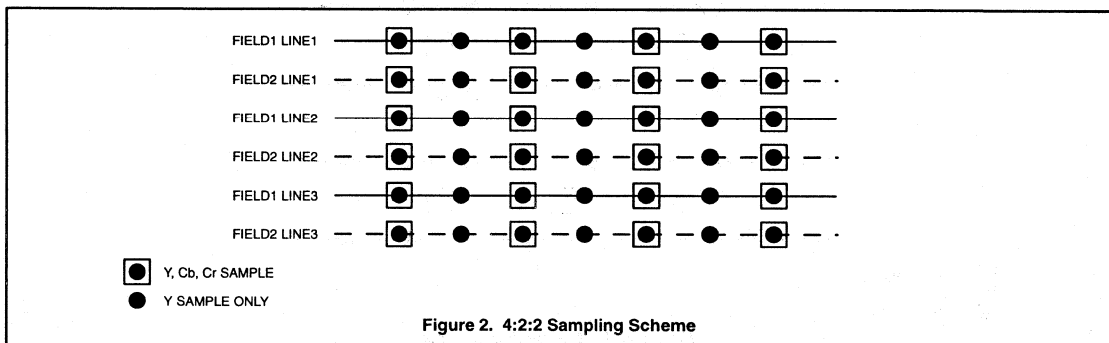 FIELD1 LINE1
FIELD2 LINE1
FIELD1 LINE2
FIELD2 LINE2
FIELD1 LINE3
FIELD2 LINE3
Y, Cb, Cr SAMPLE
Y SAMPLE ONLY
Figure 2. 4:2:2 Sampling Scheme